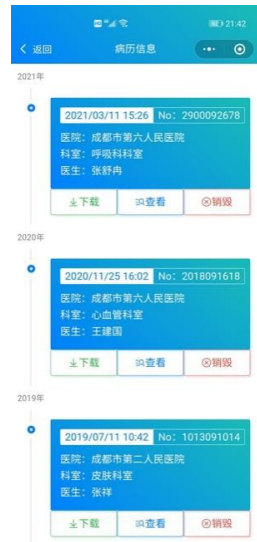 21:42
返回
病历信息
2021年
2021/03/11 15:26 No：2900092678
医院：成都市第六人民医院
科室：呼吸科科室
医生：张舒冉
下载 查看 销毁
2020年
2020/11/25 16:02 No：2018091618
医院：成都市第六人民医院
科室：心血管科室
医生：王建国
下载 查看 销毁
2019年
2019/07/11 10:42 No：1013091014
医院：成都市第二人民医院
科室：皮肤科室
医生：张祥
下载 查看 销毁